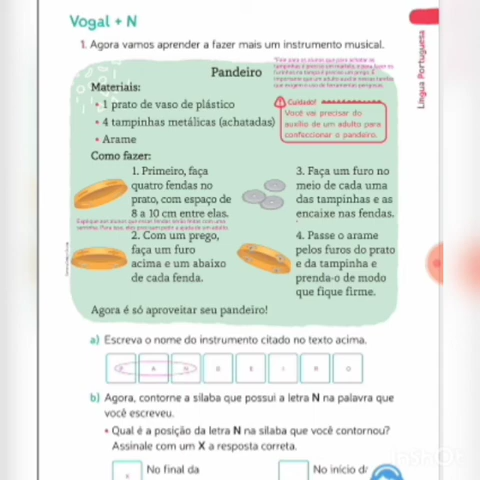 Vogal + N
1. Agora vamos aprender a fazer mais um instrumento musical.
Língua Portuguesa
Pandeiro
Materiais:
• 1 prato de vaso de plástico
• 4 tampinhas metálicas (achatadas)
• Arame
Cuidado!
Você vai precisar do
auxílio de um adulto para
confeccionar o pandeiro.
Como fazer:
1. Primeiro, faça
quatro fendas no
prato, com espaço de
8 a 10 cm entre elas.
2. Com um prego,
faça um furo
acima e um abaixo
de cada fenda.
3. Faça um furo no
meio de cada uma
das tampinhas e as
encaixe nas fendas.
4. Passe o arame
pelos furos do prato
e da tampinha e
prenda-o de modo
que fique firme.
Agora é só aproveitar seu pandeiro!
a) Escreva o nome do instrumento citado no texto acima.
P A N D E I R O
b) Agora, contorne a sílaba que possui a letra N na palavra que
você escreveu.
• Qual é a posição da letra N na sílaba que você contornou?
Assinale com um X a resposta correta.
x No final da
No início d